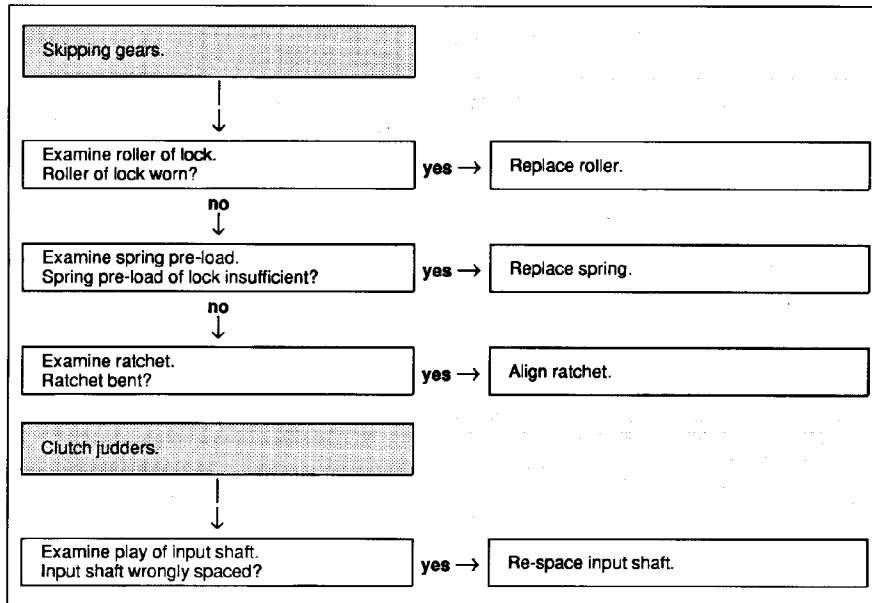 Skipping gears.
Examine roller of lock.
Roller of lock worn?
yes → Replace roller.
no
Examine spring pre-load.
Spring pre-load of lock insufficient?
yes → Replace spring.
no
Examine ratchet.
Ratchet bent?
yes → Align ratchet.
Clutch judders.
Examine play of input shaft.
Input shaft wrongly spaced?
yes → Re-space input shaft.